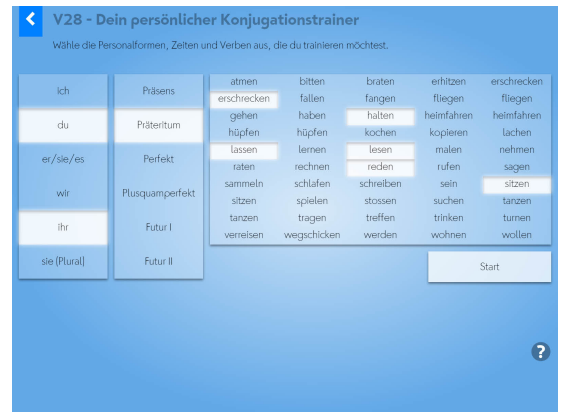 V28 - Dein persönlicher Konjugationstrainer
Wähle die Personalformen, Zeiten und Verben aus, die du trainieren möchtest.
ich
du
er/sie/es
wir
ihr
sie (Plural)
Präsens
Präteritum
Perfekt
Plusquamperfekt
Futur I
Futur II
atmen bitten braten erhitzen erschrecken
erschrecken fallen fangen fliegen fliegen
gehen haben halten heimfahren heimfahren
hüpfen hüpfen kochen kopieren lachen
lassen lernen lesen malen nehmen
raten rechnen reden rufen sagen
sammeln schlafen schreiben sein sitzen
sitzen spielen stossen suchen tanzen
tanzen tragen treffen trinken turnen
verreisen wegschicken werden wohnen wollen
Start
?